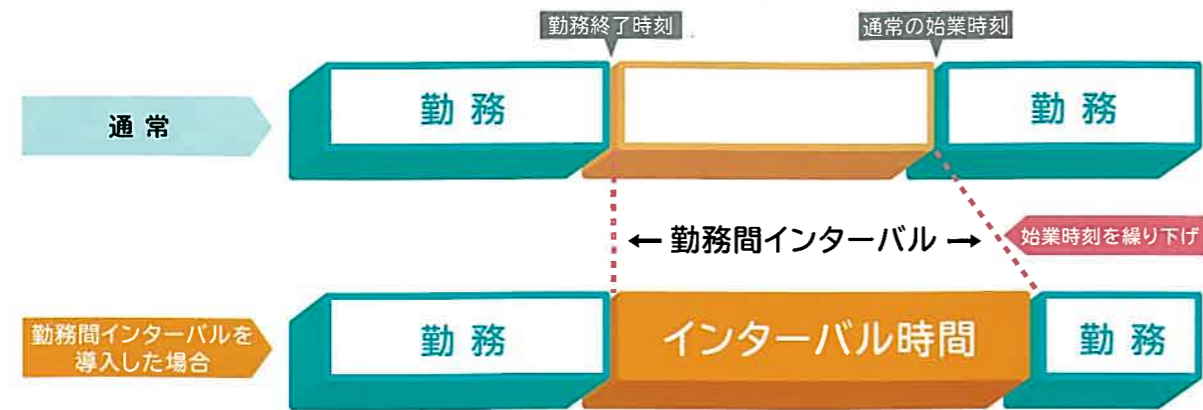 勤務終了時刻
通常の始業時刻
通常
勤務
勤務
← 勤務間インターバル →
始業時刻を繰り下げ
勤務間インターバルを
導入した場合
勤務
インターバル時間
勤務